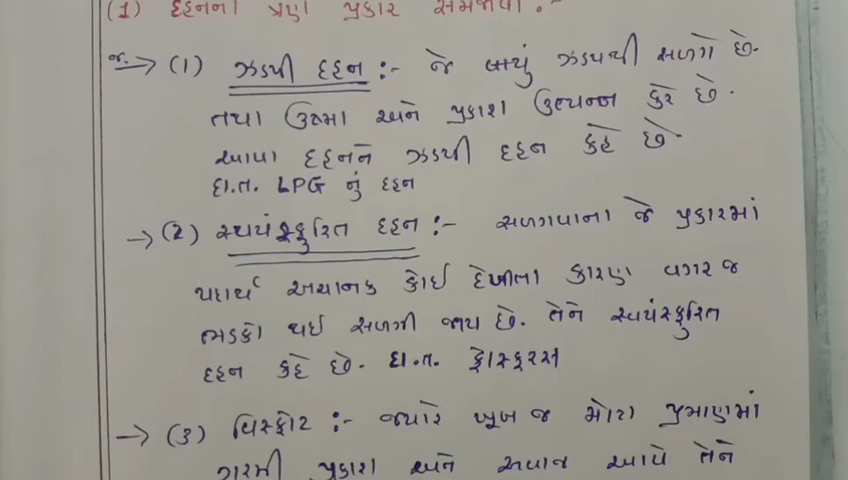 (1) દહનના ત્રણ પ્રકાર સમજાવો :-
જ. → (1) ઝડપી દહન :- જે વાયું ઝડપથી સળગે છે.
તથા ઉષ્મા અને પ્રકાશ ઉત્પન્ન કરે છે.
આવા દહનને ઝડપી દહન કહે છે.
દા.ત. LPG નું દહન
→ (2) સ્વયંસ્ફુરિત દહન :- સળગવાના જે પ્રકારમાં
પદાર્થ અચાનક કોઈ દેખીતા કારણ વગર જ
ભડકો થઈ સળગી જાય છે. તેને સ્વયંસ્ફુરિત
દહન કહે છે. દા.ત. ફોસ્ફરસ
→ (3) વિસ્ફોટ :- જ્યારે ખૂબ જ મોટા પ્રમાણમાં
ગરમી પ્રકાશ અને અવાજ આપે તેને